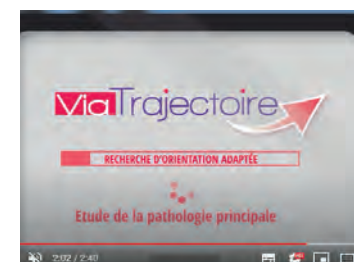 ViaTrajectoire
RECHERCHE D'ORIENTATION ADAPTÉE
Etude de la pathologie principale
2:02 / 2:40